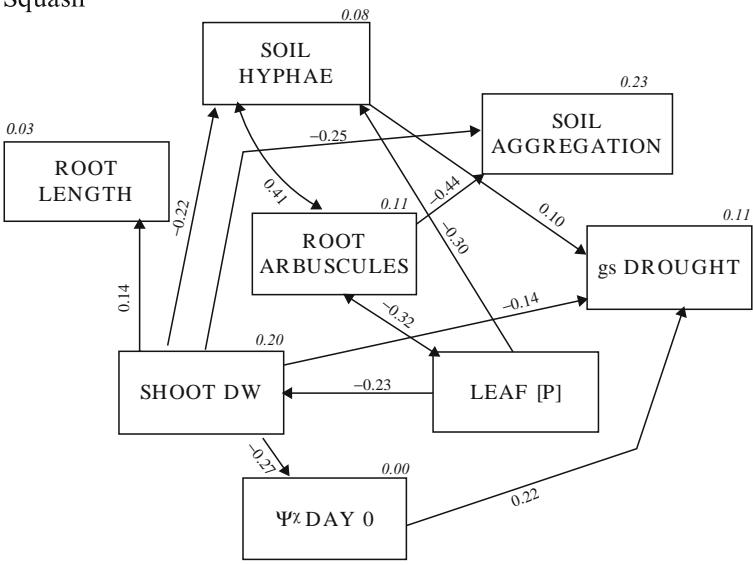 Squash
0.08
SOIL
HYPHAE
0.23
SOIL
AGGREGATION
0.03
ROOT
LENGTH
−0.25
−0.22
0.41
−0.44
0.11
ROOT
ARBUSCULES
−0.30
0.10
0.11
gs DROUGHT
0.14
−0.32
−0.14
0.20
SHOOT DW
−0.23
LEAF [P]
−0.27
0.00
Ψχ DAY 0
0.22